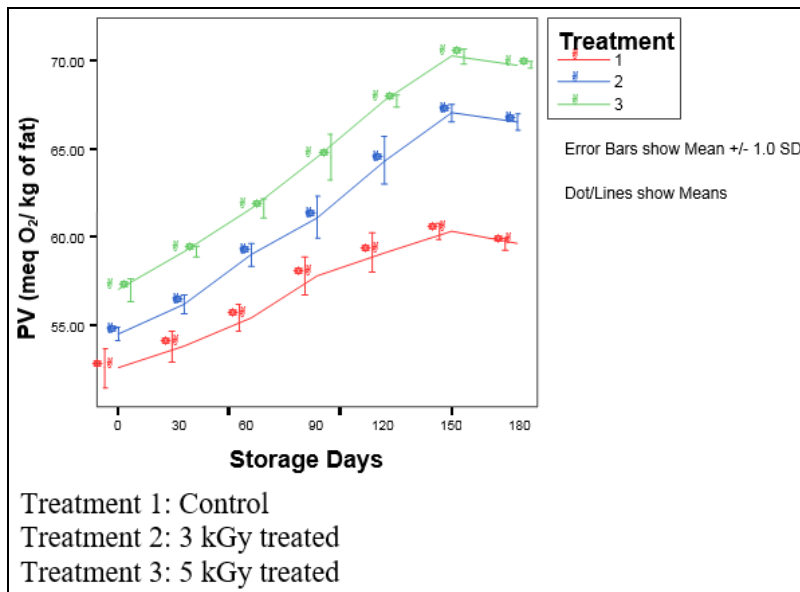 70.00
65.00
60.00
55.00
PV (meq O₂/ kg of fat)
0 30 60 90 120 150 180
Storage Days
Treatment
1
2
3
Error Bars show Mean +/- 1.0 SD
Dot/Lines show Means
Treatment 1: Control
Treatment 2: 3 kGy treated
Treatment 3: 5 kGy treated